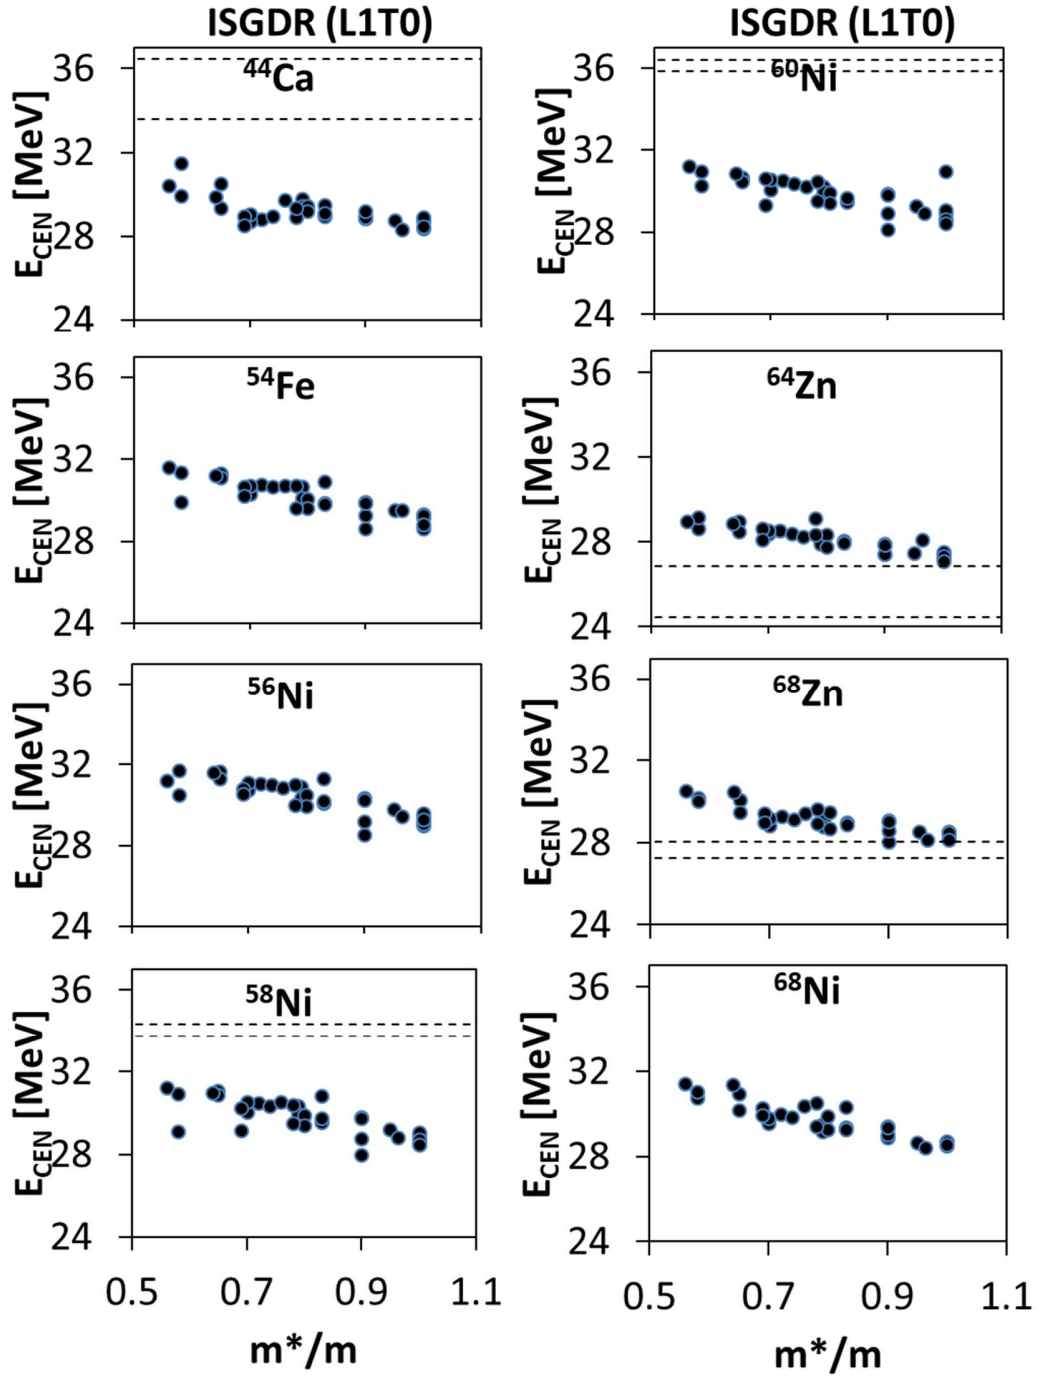 ISGDR (L1T0)
ISGDR (L1T0)
E_CEN [MeV]
36
32
28
24
⁴⁴Ca
E_CEN [MeV]
36
32
28
24
⁶⁰Ni
E_CEN [MeV]
36
32
28
24
⁵⁴Fe
E_CEN [MeV]
36
32
28
24
⁶⁴Zn
E_CEN [MeV]
36
32
28
24
⁵⁶Ni
E_CEN [MeV]
36
32
28
24
⁶⁸Zn
E_CEN [MeV]
36
32
28
24
⁵⁸Ni
E_CEN [MeV]
36
32
28
24
⁶⁸Ni
0.5 0.7 0.9 1.1
0.5 0.7 0.9 1.1
m*/m
m*/m